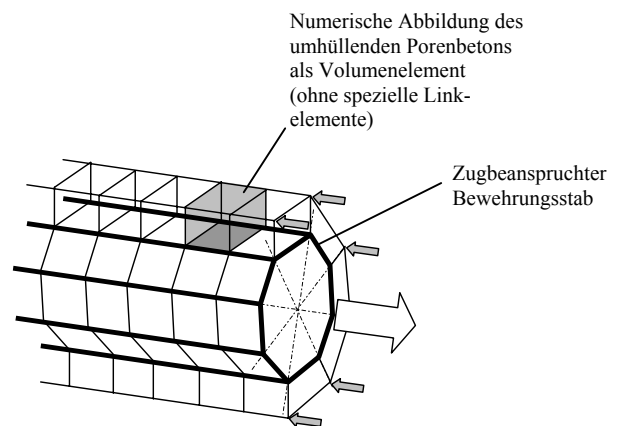 Numerische Abbildung des
umhüllenden Porenbetons
als Volumenelement
(ohne spezielle Link-
elemente)
Zugbeanspruchter
Bewehrungsstab